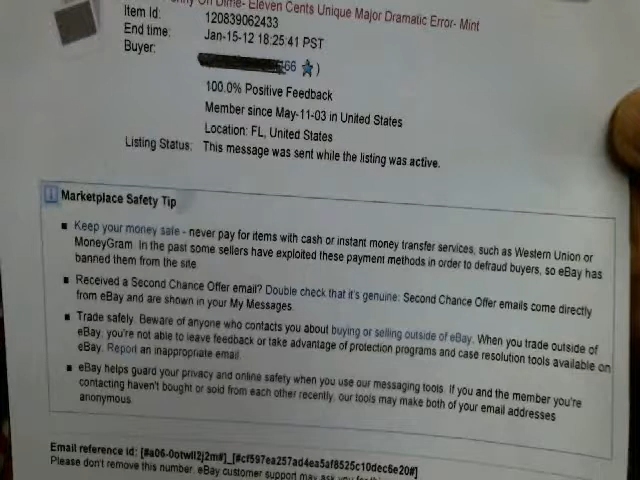 On Dime- Eleven Cents Unique Major Dramatic Error- Mint
Item Id: 120839062433
End time: Jan-15-12 18:25:41 PST
Buyer:
66 )
100.0% Positive Feedback
Member since May-11-03 in United States
Location: FL, United States
Listing Status: This message was sent while the listing was active.
Marketplace Safety Tip
Keep your money safe - never pay for items with cash or instant money transfer services, such as Western Union or
MoneyGram. In the past some sellers have exploited these payment methods in order to defraud buyers, so eBay has
banned them from the site.
Received a Second Chance Offer email? Double check that it's genuine: Second Chance Offer emails come directly
from eBay and are shown in your My Messages.
Trade safely. Beware of anyone who contacts you about buying or selling outside of eBay. When you trade outside of
eBay, you're not able to leave feedback or take advantage of protection programs and case resolution tools available on
eBay. Report an inappropriate email.
eBay helps guard your privacy and online safety when you use our messaging tools. If you and the member you're
contacting haven't bought or sold from each other recently, our tools may make both of your email addresses
anonymous.
Email reference id: [#a06-0otwll2j2m#]_[#cf597ea257ad4ea5af8525c10dec6e20#]
Please don't remove this number. eBay customer support may ask